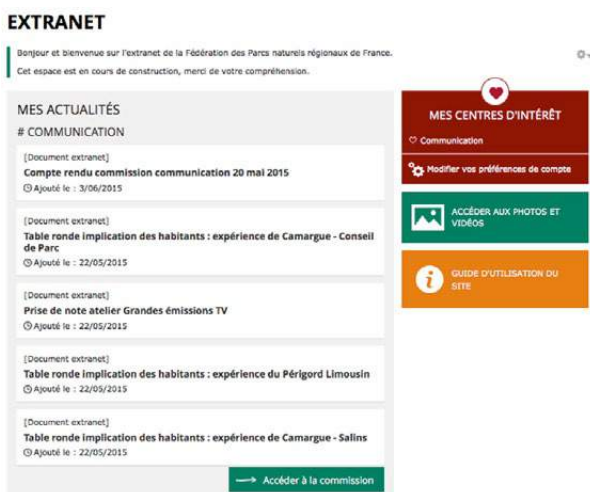 EXTRANET
Bonjour et bienvenue sur l'extranet de la Fédération des Parcs naturels régionaux de France.
Cet espace est en cours de construction, merci de votre compréhension.
MES ACTUALITÉS
# COMMUNICATION
[Document extranet]
Compte rendu commission communication 20 mai 2015
Ajouté le : 3/06/2015
[Document extranet]
Table ronde implication des habitants : expérience de Camargue - Conseil
de Parc
Ajouté le : 22/05/2015
[Document extranet]
Prise de note atelier Grandes émissions TV
Ajouté le : 22/05/2015
[Document extranet]
Table ronde implication des habitants : expérience du Périgord Limousin
Ajouté le : 22/05/2015
[Document extranet]
Table ronde implication des habitants : expérience de Camargue - Salins
Ajouté le : 22/05/2015
Accéder à la commission
MES CENTRES D'INTÉRÊT
Communication
Modifier vos préférences de compte
ACCÉDER AUX PHOTOS ET
VIDÉOS
GUIDE D'UTILISATION DU
SITE